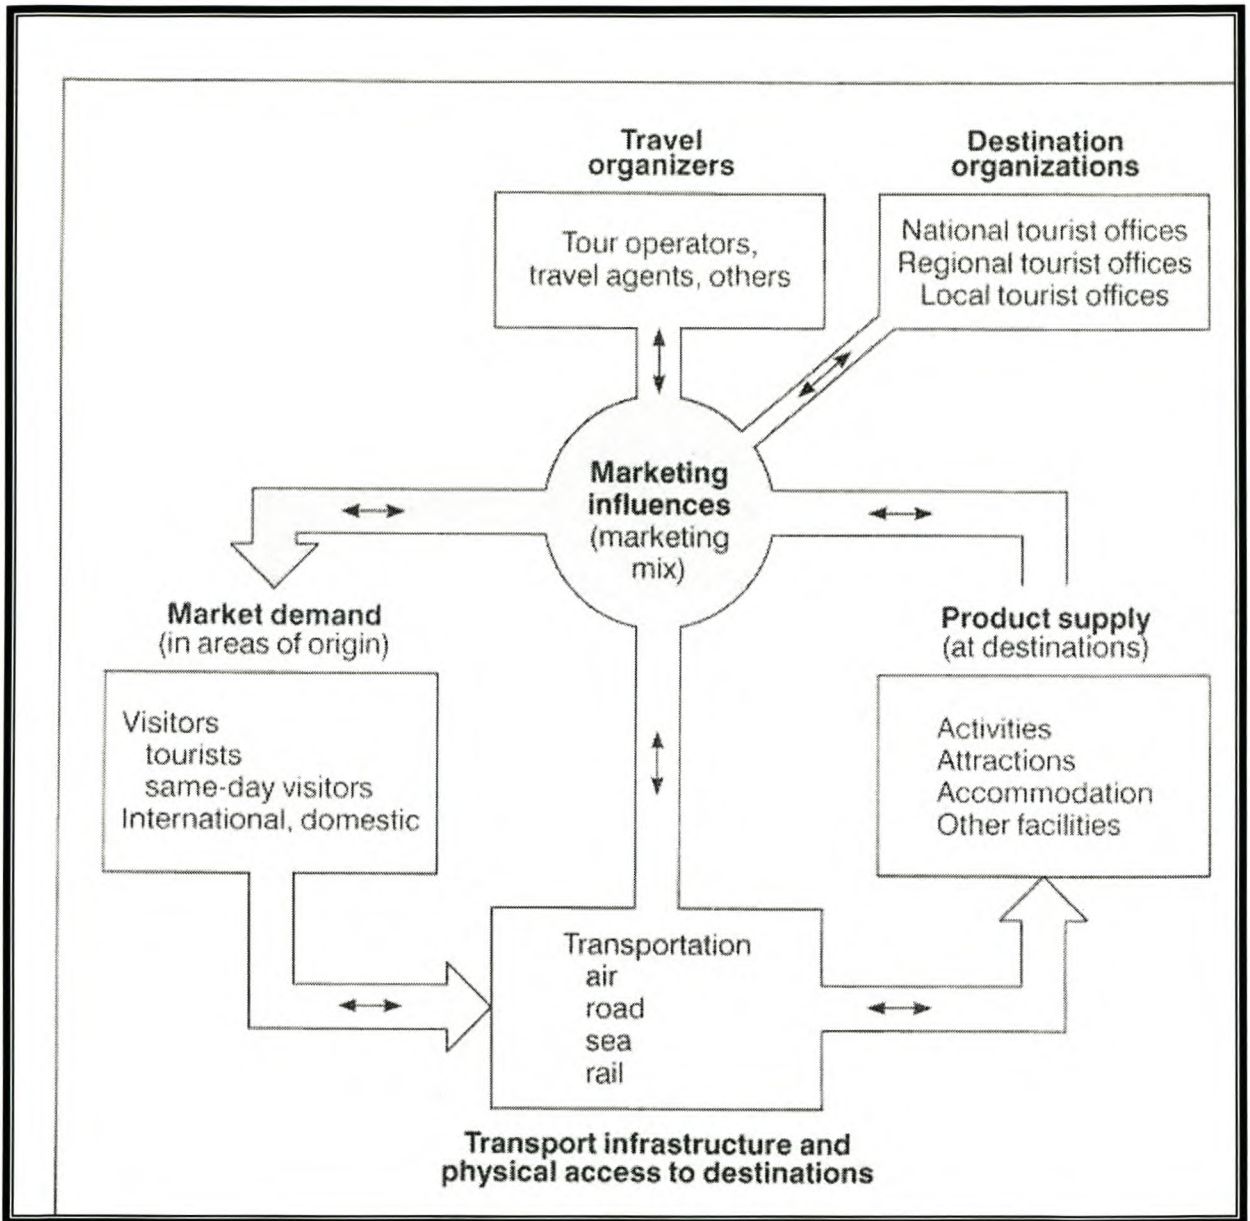 Travel
organizers
Tour operators,
travel agents, others
Destination
organizations
National tourist offices
Regional tourist offices
Local tourist offices
Marketing
influences
(marketing
mix)
Market demand
(in areas of origin)
Visitors
tourists
same-day visitors
International, domestic
Product supply
(at destinations)
Activities
Attractions
Accommodation
Other facilities
Transportation
air
road
sea
rail
Transport infrastructure and
physical access to destinations